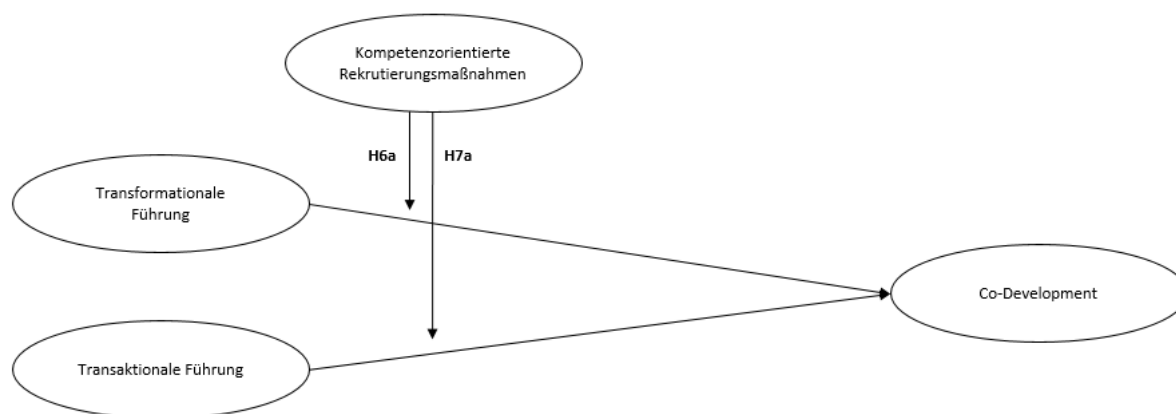 Kompetenzorientierte
Rekrutierungsmaßnahmen
H6a
H7a
Transformationale
Führung
Co-Development
Transaktionale Führung